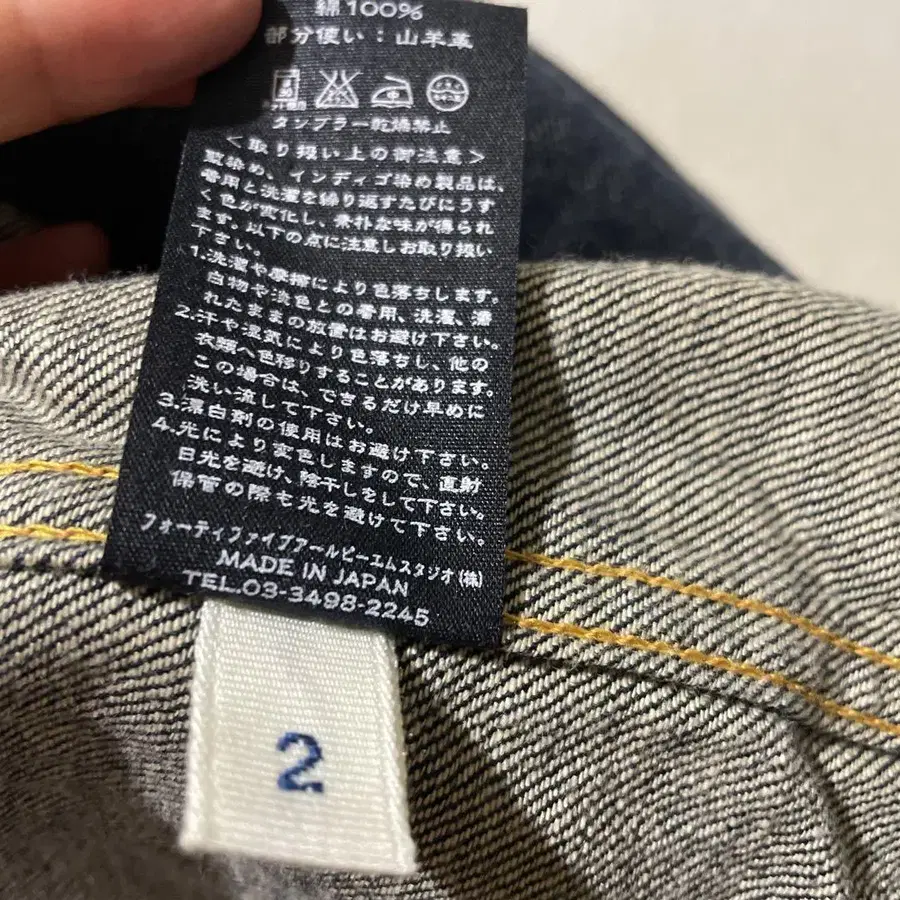 綿100%
部分使い：山羊革
中
タンブラー乾燥禁止
＜取り扱い上の御注意＞
藍染め、インディゴ染め製品は、
着用と洗濯を繰り返すたびにうす
く色が変化し、素朴な味が得られ
ます。以下の点に注意しお取り扱い
下さい。
1.洗濯や摩擦により色落ちします。
白物や淡色との着用、洗濯、濡
れたままの放置はお避け下さい。
2.汗や湿気により色落ちし、他の
衣類へ色移りすることがあります。
この場合は、できるだけ早めに
洗い流して下さい。
3.漂白剤の使用はお避け下さい。
4.光により変色しますので、直射
日光を避け、陰干しをして下さい。
保管の際も光を避けて下さい。
フォーティファイブアールピーエムスタジオ(株)
MADE IN JAPAN
TEL.03-3498-2245
2